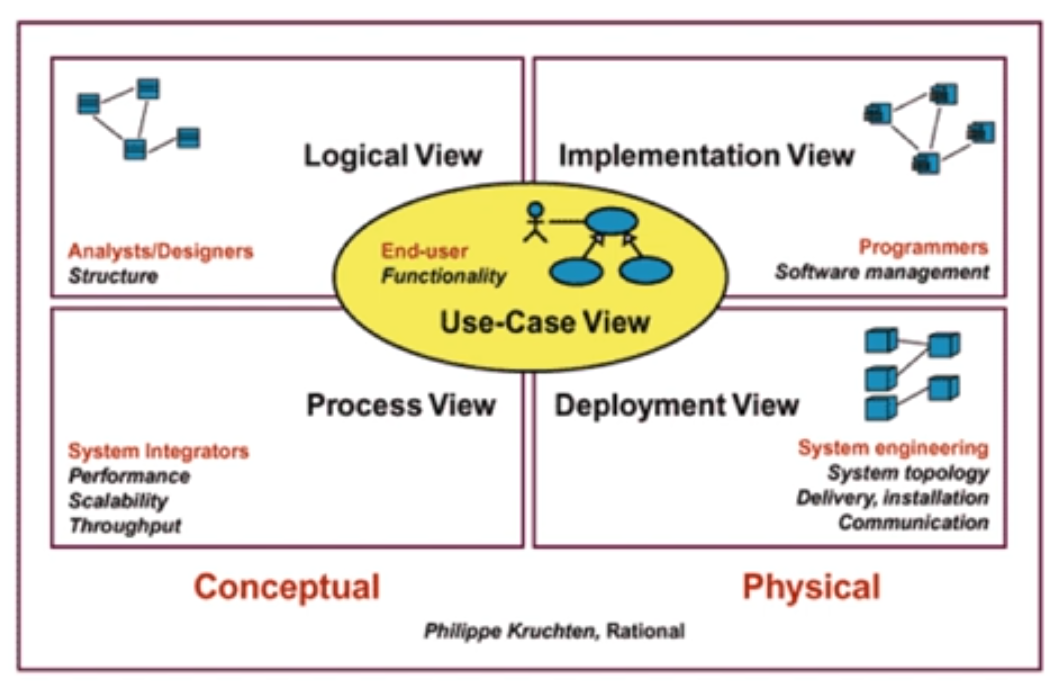 Logical View
Analysts/Designers
Structure
Implementation View
Programmers
Software management
End-user
Functionality
Use-Case View
Process View
System Integrators
Performance
Scalability
Throughput
Deployment View
System engineering
System topology
Delivery, installation
Communication
Conceptual
Physical
Philippe Kruchten, Rational